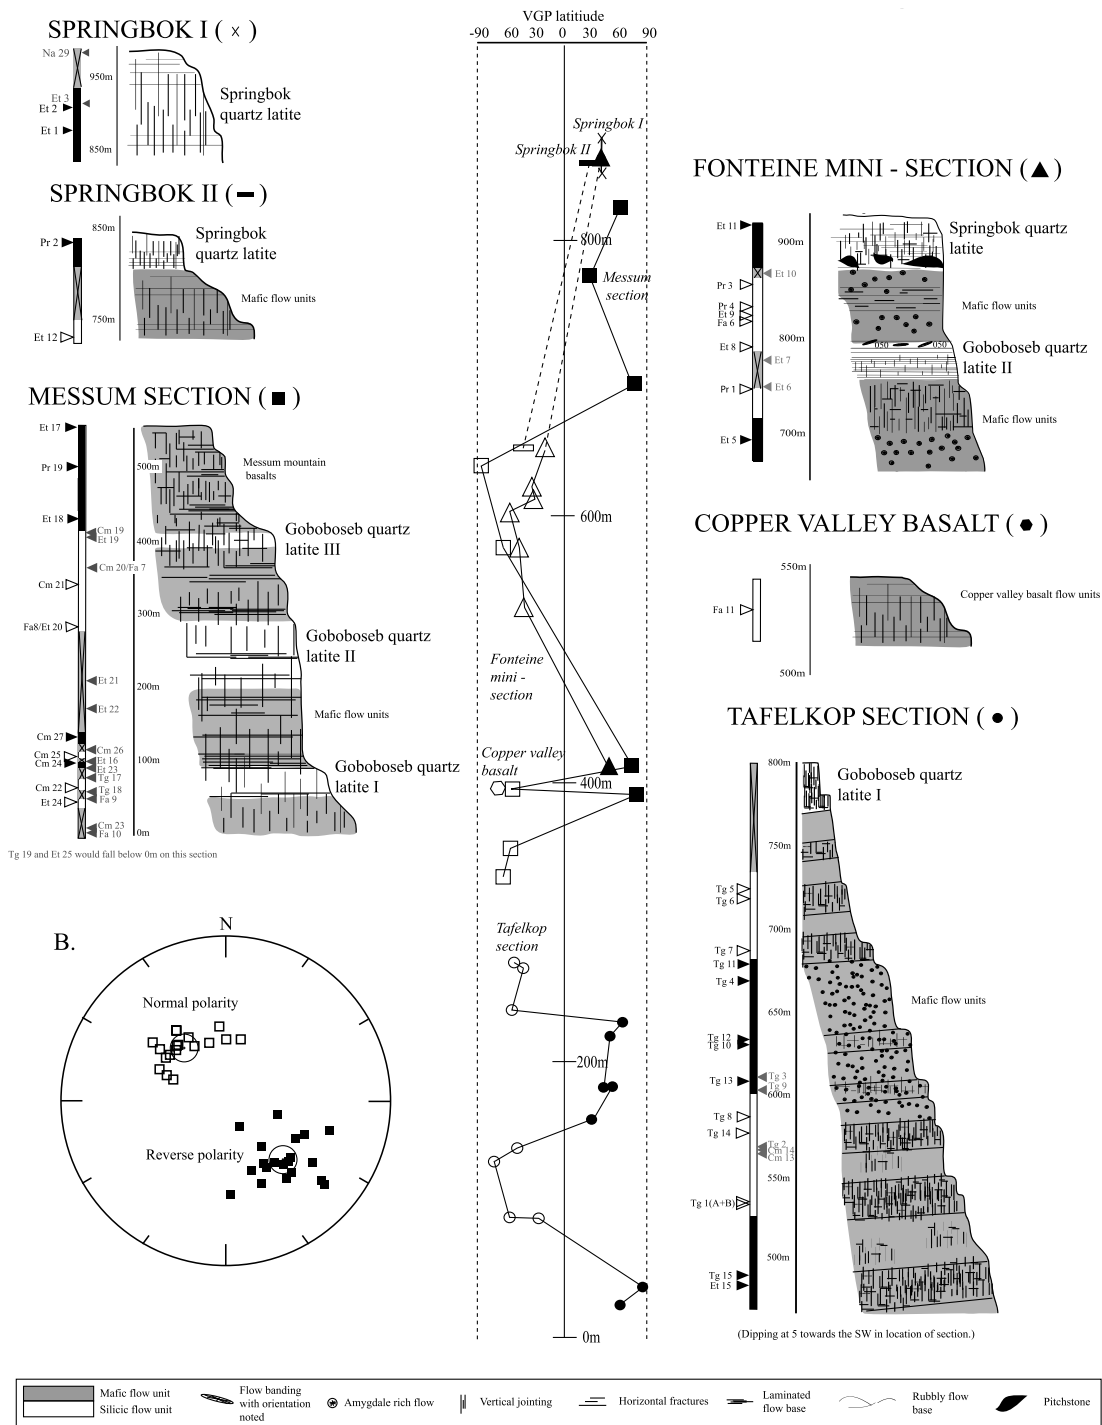 SPRINGBOK I ( × )
Na 29
950m
Et 3
Et 2
Et 1
850m
Springbok
quartz latite
SPRINGBOK II ( )
850m
Pr 2
Springbok
quartz latite
Mafic flow units
750m
Et 12
MESSUM SECTION ( ■ )
Et 17
Pr 19
500m
Messum mountain
basalts
Et 18
Cm 19
Et 19
400m
Goboboseb quartz
latite III
Cm 20/Fa 7
Cm 21
300m
Fa8/Et 20
Goboboseb quartz
latite II
Et 21
200m
Et 22
Mafic flow units
Cm 27
Cm 26
Cm 25
Et 16
Cm 24
Et 23
100m
Tg 17
Goboboseb quartz
latite I
Cm 22
Tg 18
Et 24
Fa 9
Cm 23
Fa 10
0m
Tg 19 and Et 25 would fall below 0m on this section
B.
N
Normal polarity
Reverse polarity
VGP latitiude
-90 60 30 0 30 60 90
Springbok I
Springbok II
800m
Messum
section
600m
Fonteine
mini -
section
Copper valley
basalt
400m
Tafelkop
section
200m
0m
FONTEINE MINI - SECTION ( ▲ )
Et 11
900m
Springbok quartz
latite
Et 10
Pr 3
Pr 4
Et 9
Fa 6
Mafic flow units
800m
050 050
Et 8
Goboboseb quartz
latite II
Et 7
Pr 1
Et 6
Mafic flow units
700m
Et 5
COPPER VALLEY BASALT ( )
550m
Fa 11
Copper valley basalt flow units
500m
TAFELKOP SECTION ( ● )
800m
Goboboseb quartz
latite I
750m
Tg 5
Tg 6
700m
Tg 7
Tg 11
Tg 4
Mafic flow units
650m
Tg 12
Tg 10
Tg 13
Tg 3
Tg 9
600m
Tg 8
Tg 14
Tg 2
Cm 14
Cm 13
550m
Tg 1(A+B)
500m
Tg 15
Et 15
(Dipping at 5 towards the SW in location of section.)
Mafic flow unit
Silicic flow unit
Flow banding
with orientation
noted
Amygdale rich flow
Vertical jointing
Horizontal fractures
Laminated
flow base
Rubbly flow
base
Pitchstone